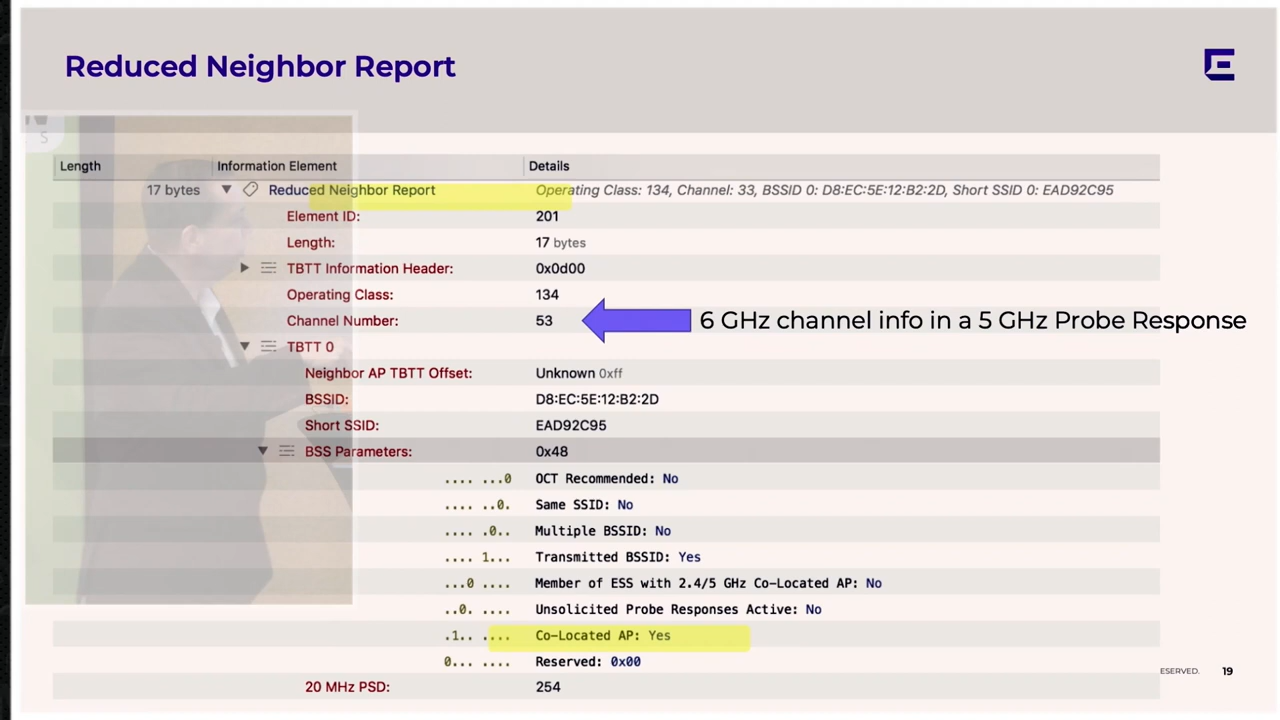 Reduced Neighbor Report
N
S
Length Information Element Details
17 bytes Reduced Neighbor Report Operating Class: 134, Channel: 33, BSSID 0: D8:EC:5E:12:B2:2D, Short SSID 0: EAD92C95
Element ID: 201
Length: 17 bytes
TBTT Information Header: 0x0d00
Operating Class: 134
Channel Number: 53 6 GHz channel info in a 5 GHz Probe Response
TBTT 0
Neighbor AP TBTT Offset: Unknown 0xff
BSSID: D8:EC:5E:12:B2:2D
Short SSID: EAD92C95
BSS Parameters: 0x48
.... ...0 OCT Recommended: No
.... ..0. Same SSID: No
.... .0.. Multiple BSSID: No
.... 1... Transmitted BSSID: Yes
...0 .... Member of ESS with 2.4/5 GHz Co-Located AP: No
..0. .... Unsolicited Probe Responses Active: No
.1.. .... Co-Located AP: Yes
0... .... Reserved: 0x00
ESERVED. 19
20 MHz PSD: 254